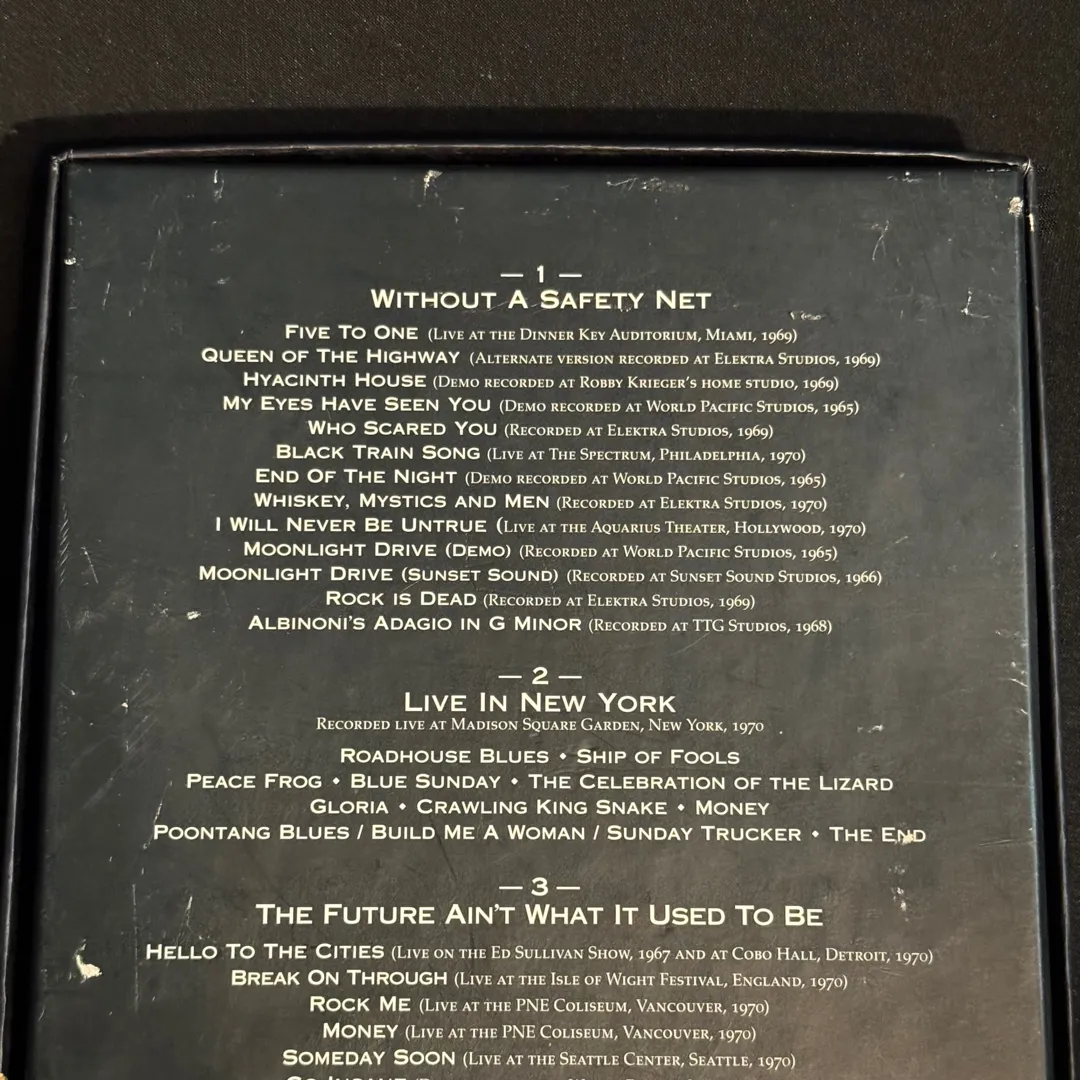 — 1 —
WITHOUT A SAFETY NET
FIVE TO ONE (LIVE AT THE DINNER KEY AUDITORIUM, MIAMI, 1969)
QUEEN OF THE HIGHWAY (ALTERNATE VERSION RECORDED AT ELEKTRA STUDIOS, 1969)
HYACINTH HOUSE (DEMO RECORDED AT ROBBY KRIEGER'S HOME STUDIO, 1969)
MY EYES HAVE SEEN YOU (DEMO RECORDED AT WORLD PACIFIC STUDIOS, 1965)
WHO SCARED YOU (RECORDED AT ELEKTRA STUDIOS, 1969)
BLACK TRAIN SONG (LIVE AT THE SPECTRUM, PHILADELPHIA, 1970)
END OF THE NIGHT (DEMO RECORDED AT WORLD PACIFIC STUDIOS, 1965)
WHISKEY, MYSTICS AND MEN (RECORDED AT ELEKTRA STUDIOS, 1970)
I WILL NEVER BE UNTRUE (LIVE AT THE AQUARIUS THEATER, HOLLYWOOD, 1970)
MOONLIGHT DRIVE (DEMO) (RECORDED AT WORLD PACIFIC STUDIOS, 1965)
MOONLIGHT DRIVE (SUNSET SOUND) (RECORDED AT SUNSET SOUND STUDIOS, 1966)
ROCK IS DEAD (RECORDED AT ELEKTRA STUDIOS, 1969)
ALBINONI'S ADAGIO IN G MINOR (RECORDED AT TTG STUDIOS, 1968)
— 2 —
LIVE IN NEW YORK
RECORDED LIVE AT MADISON SQUARE GARDEN, NEW YORK, 1970
ROADHOUSE BLUES • SHIP OF FOOLS
PEACE FROG • BLUE SUNDAY • THE CELEBRATION OF THE LIZARD
GLORIA • CRAWLING KING SNAKE • MONEY
POONTANG BLUES / BUILD ME A WOMAN / SUNDAY TRUCKER • THE END
— 3 —
THE FUTURE AIN'T WHAT IT USED TO BE
HELLO TO THE CITIES (LIVE ON THE ED SULLIVAN SHOW, 1967 AND AT COBO HALL, DETROIT, 1970)
BREAK ON THROUGH (LIVE AT THE ISLE OF WIGHT FESTIVAL, ENGLAND, 1970)
ROCK ME (LIVE AT THE PNE COLISEUM, VANCOUVER, 1970)
MONEY (LIVE AT THE PNE COLISEUM, VANCOUVER, 1970)
SOMEDAY SOON (LIVE AT THE SEATTLE CENTER, SEATTLE, 1970)